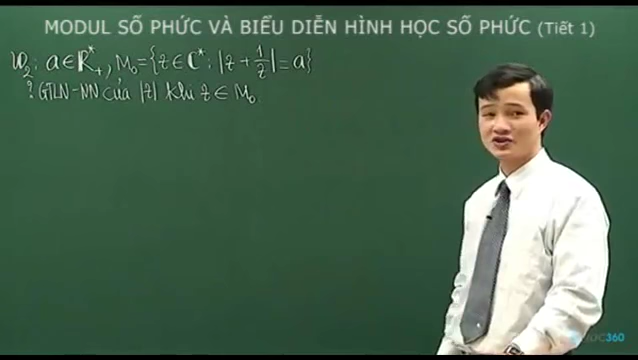 MODUL SỐ PHỨC VÀ BIỂU DIỄN HÌNH HỌC SỐ PHỨC (Tiết 1)
VD₂: a ∈ ℝ*₊, M₀ = {z ∈ ℂ*: |z + 1/z| = a}
? GTLN-NN của |z| khi z ∈ M₀